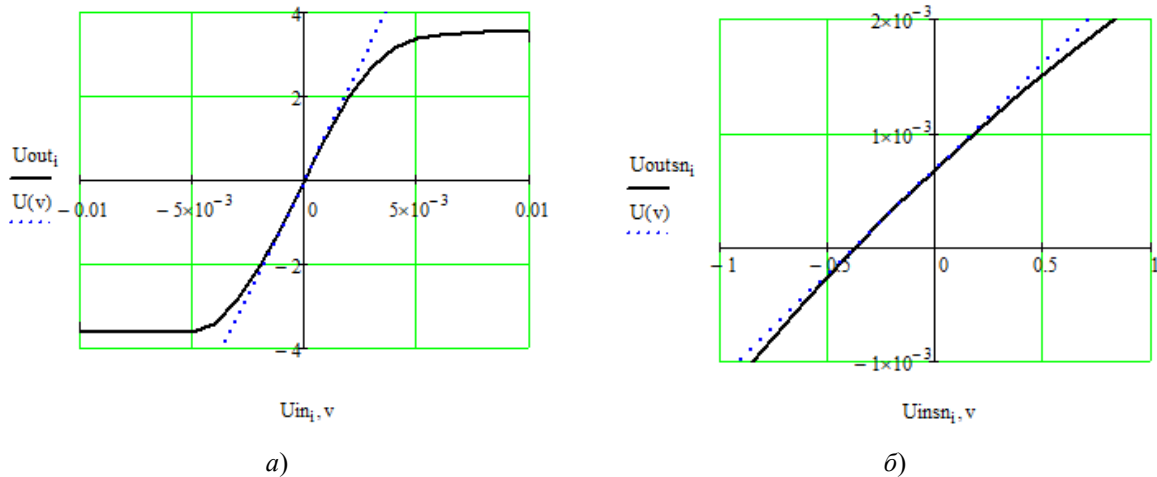 4
2
Uout_i
U(v)
−0.01
−5×10⁻³
0
5×10⁻³
0.01
−2
−4
Uin_i , v
а)
2×10⁻³
1×10⁻³
Uoutsn_i
U(v)
−1
−0.5
0
0.5
1
−1×10⁻³
Uinsn_i , v
б)